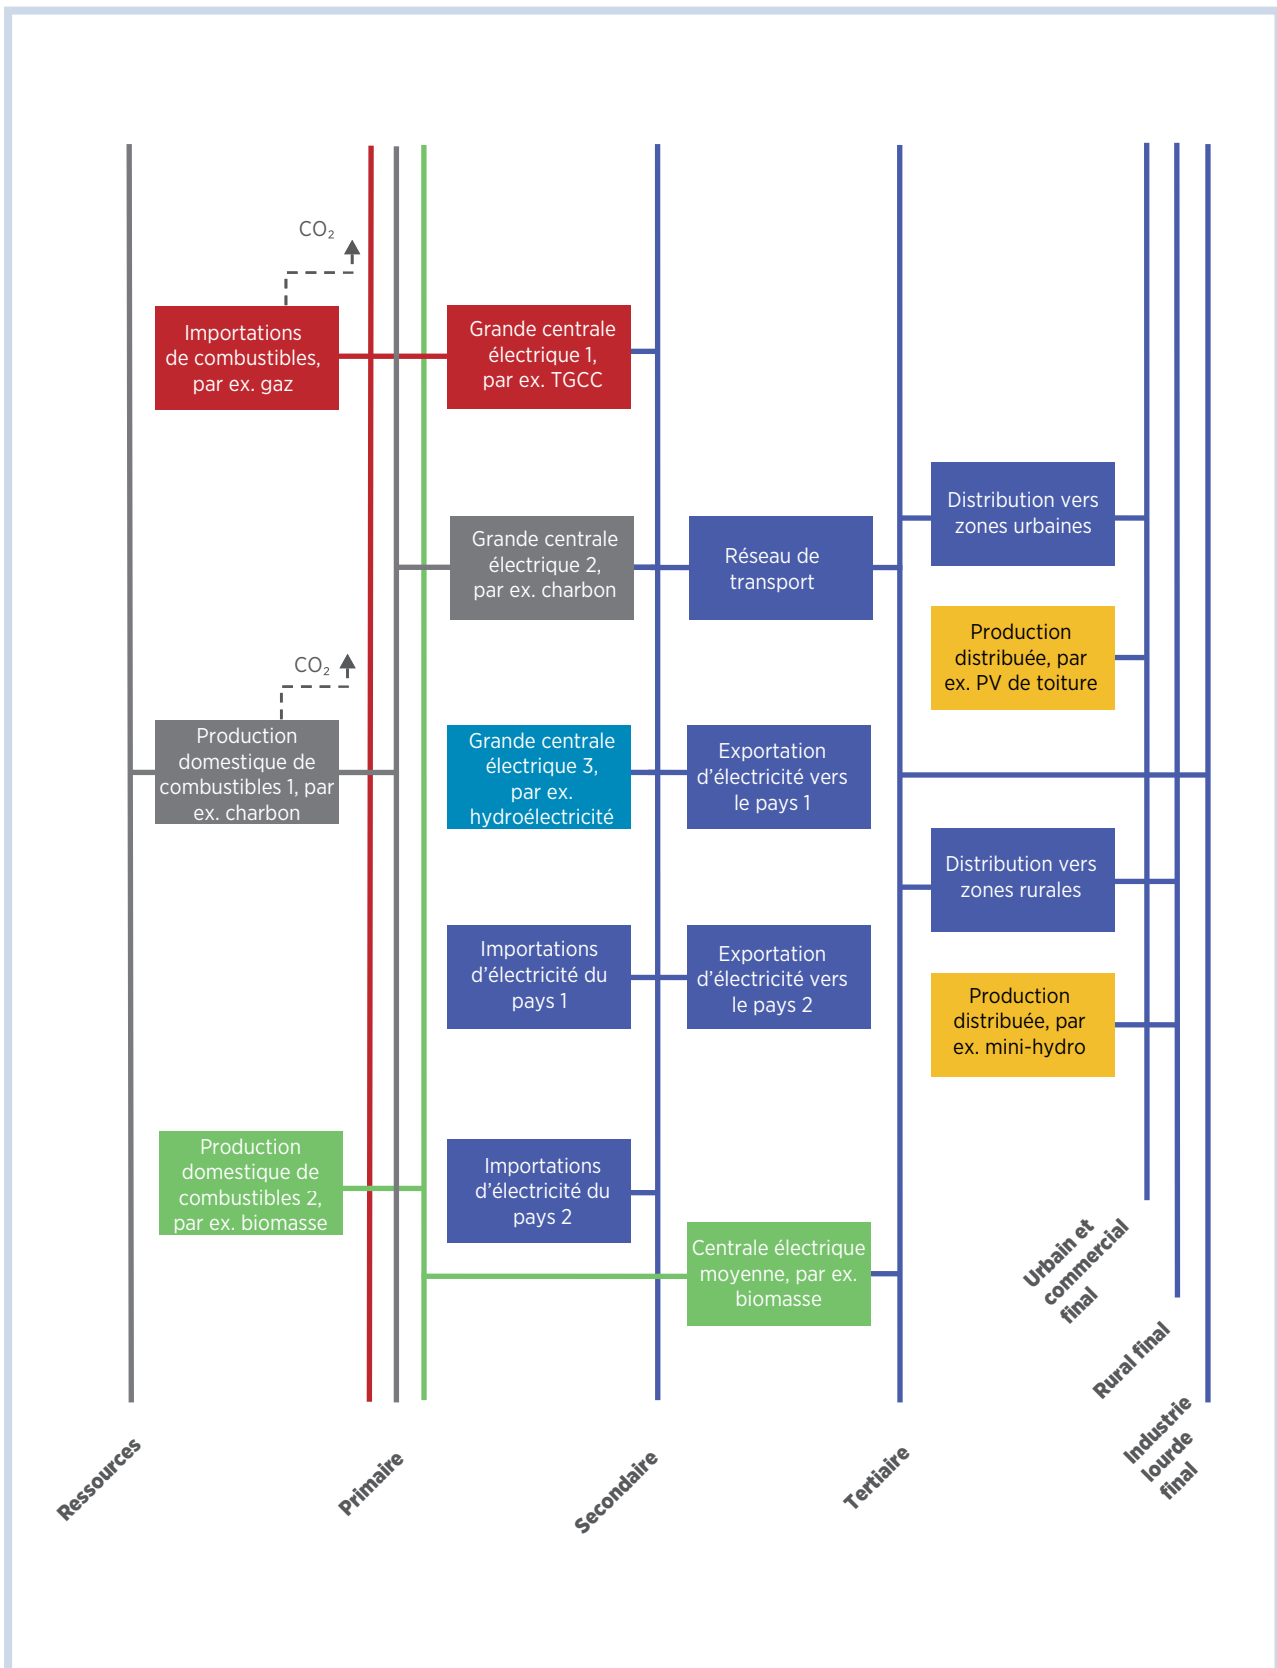 CO₂
Importations
de combustibles,
par ex. gaz
Grande centrale
électrique 1,
par ex. TGCC
Distribution vers
zones urbaines
Grande centrale
électrique 2,
par ex. charbon
Réseau de
transport
Production
distribuée, par
ex. PV de toiture
CO₂
Production
domestique de
combustibles 1, par
ex. charbon
Grande centrale
électrique 3,
par ex.
hydroélectricité
Exportation
d’électricité vers
le pays 1
Distribution vers
zones rurales
Importations
d’électricité du
pays 1
Exportation
d’électricité vers
le pays 2
Production
distribuée, par
ex. mini-hydro
Production
domestique de
combustibles 2,
par ex. biomasse
Importations
d’électricité du
pays 2
Centrale électrique
moyenne, par ex.
biomasse
Ressources
Primaire
Secondaire
Tertiaire
Urbain et
commercial
final
Rural final
Industrie
lourde
final